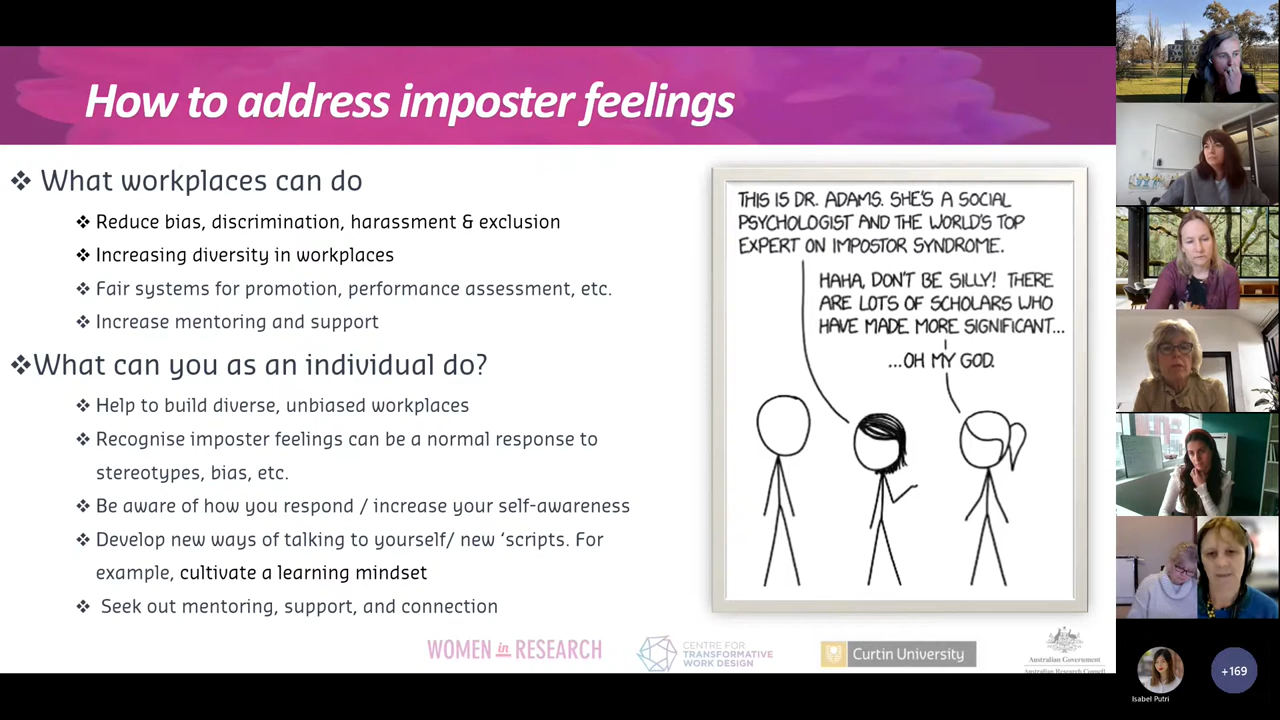 How to address imposter feelings
❖ What workplaces can do
❖ Reduce bias, discrimination, harassment & exclusion
❖ Increasing diversity in workplaces
❖ Fair systems for promotion, performance assessment, etc.
❖ Increase mentoring and support
❖What can you as an individual do?
❖ Help to build diverse, unbiased workplaces
❖ Recognise imposter feelings can be a normal response to
stereotypes, bias, etc.
❖ Be aware of how you respond / increase your self-awareness
❖ Develop new ways of talking to yourself/ new ‘scripts. For
example, cultivate a learning mindset
❖ Seek out mentoring, support, and connection
THIS IS DR. ADAMS. SHE'S A SOCIAL
PSYCHOLOGIST AND THE WORLD'S TOP
EXPERT ON IMPOSTOR SYNDROME.
HAHA, DON'T BE SILLY! THERE
ARE LOTS OF SCHOLARS WHO
HAVE MADE MORE SIGNIFICANT...
...OH MY GOD.
WOMEN in RESEARCH
CENTRE FOR
TRANSFORMATIVE
WORK DESIGN
Curtin University
Australian Government
Australian Research Council
Isabel Putri
+169